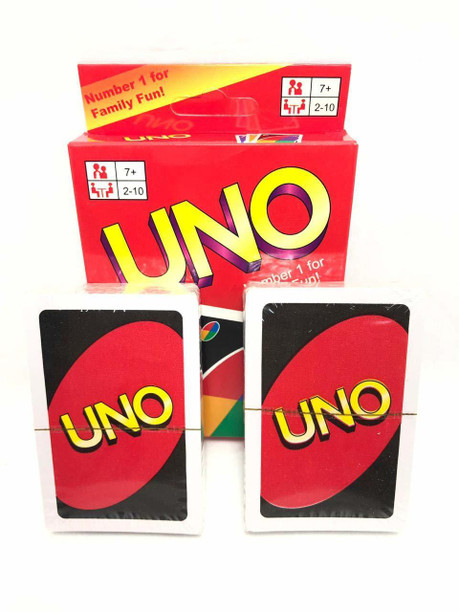 Number 1 for
Family Fun!
7+
2-10
UNO
7+
2-10
UNO
Number 1 for
Fun!
UNO
UNO